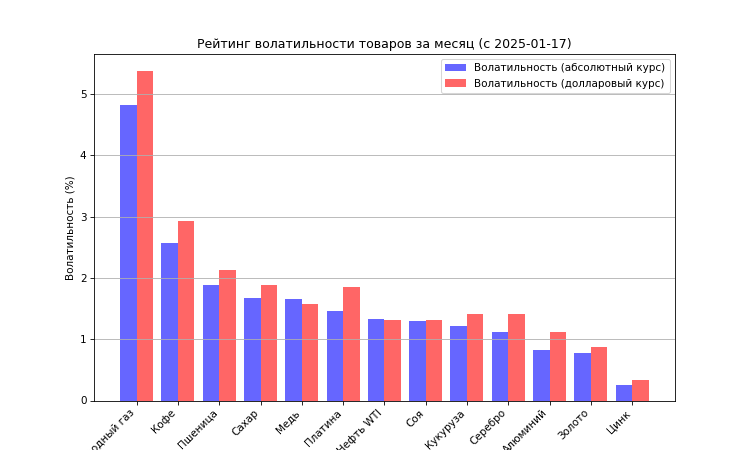 Рейтинг волатильности товаров за месяц (с 2025-01-17)
Волатильность (абсолютный курс)
Волатильность (долларовый курс)
Волатильность (%)
5
4
3
2
1
0
одный газ
Кофе
Пшеница
Сахар
Медь
Платина
Нефть WTI
Соя
Кукуруза
Серебро
Алюминий
Золото
Цинк